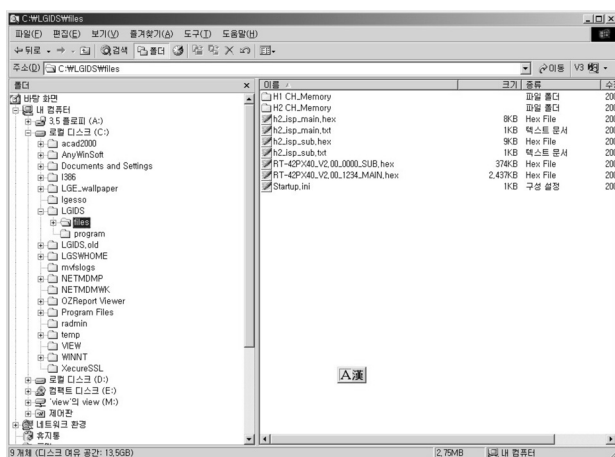 C:\LGIDS\files
파일(F) 편집(E) 보기(V) 즐겨찾기(A) 도구(T) 도움말(H)
뒤로 검색 폴더
주소(D) C:\LGIDS\files 이동 V3
폴더
바탕 화면
내 컴퓨터
3.5 플로피 (A:)
로컬 디스크 (C:)
acad2000
AnyWinSoft
Documents and Settings
I386
LGE_wallpaper
lgesso
LGIDS
files
program
LGIDS.old
LGSWHOME
mvfslogs
NETMDMP
NETMDMWK
OZReport Viewer
Program Files
radmin
temp
VIEW
WINNT
XecureSSL
로컬 디스크 (D:)
컴팩트 디스크 (E:)
'view'의 view (M:)
제어판
네트워크 환경
휴지통
이름 크기 종류
H1 CH_Memory 파일 폴더 200
H2 CH_Memory 파일 폴더 200
h2_isp_main.hex 8KB Hex File 200
h2_isp_main.txt 1KB 텍스트 문서 200
h2_isp_sub.hex 9KB Hex File 200
h2_isp_sub.txt 1KB 텍스트 문서 200
RT-42PX40_V2.00_0000_SUB.hex 374KB Hex File 200
RT-42PX40_V2.00_1234_MAIN.hex 2,437KB Hex File 200
Startup.ini 1KB 구성 설정 200
A漢
9 개체 (디스크 여유 공간: 13.5GB) 2.75MB 내 컴퓨터